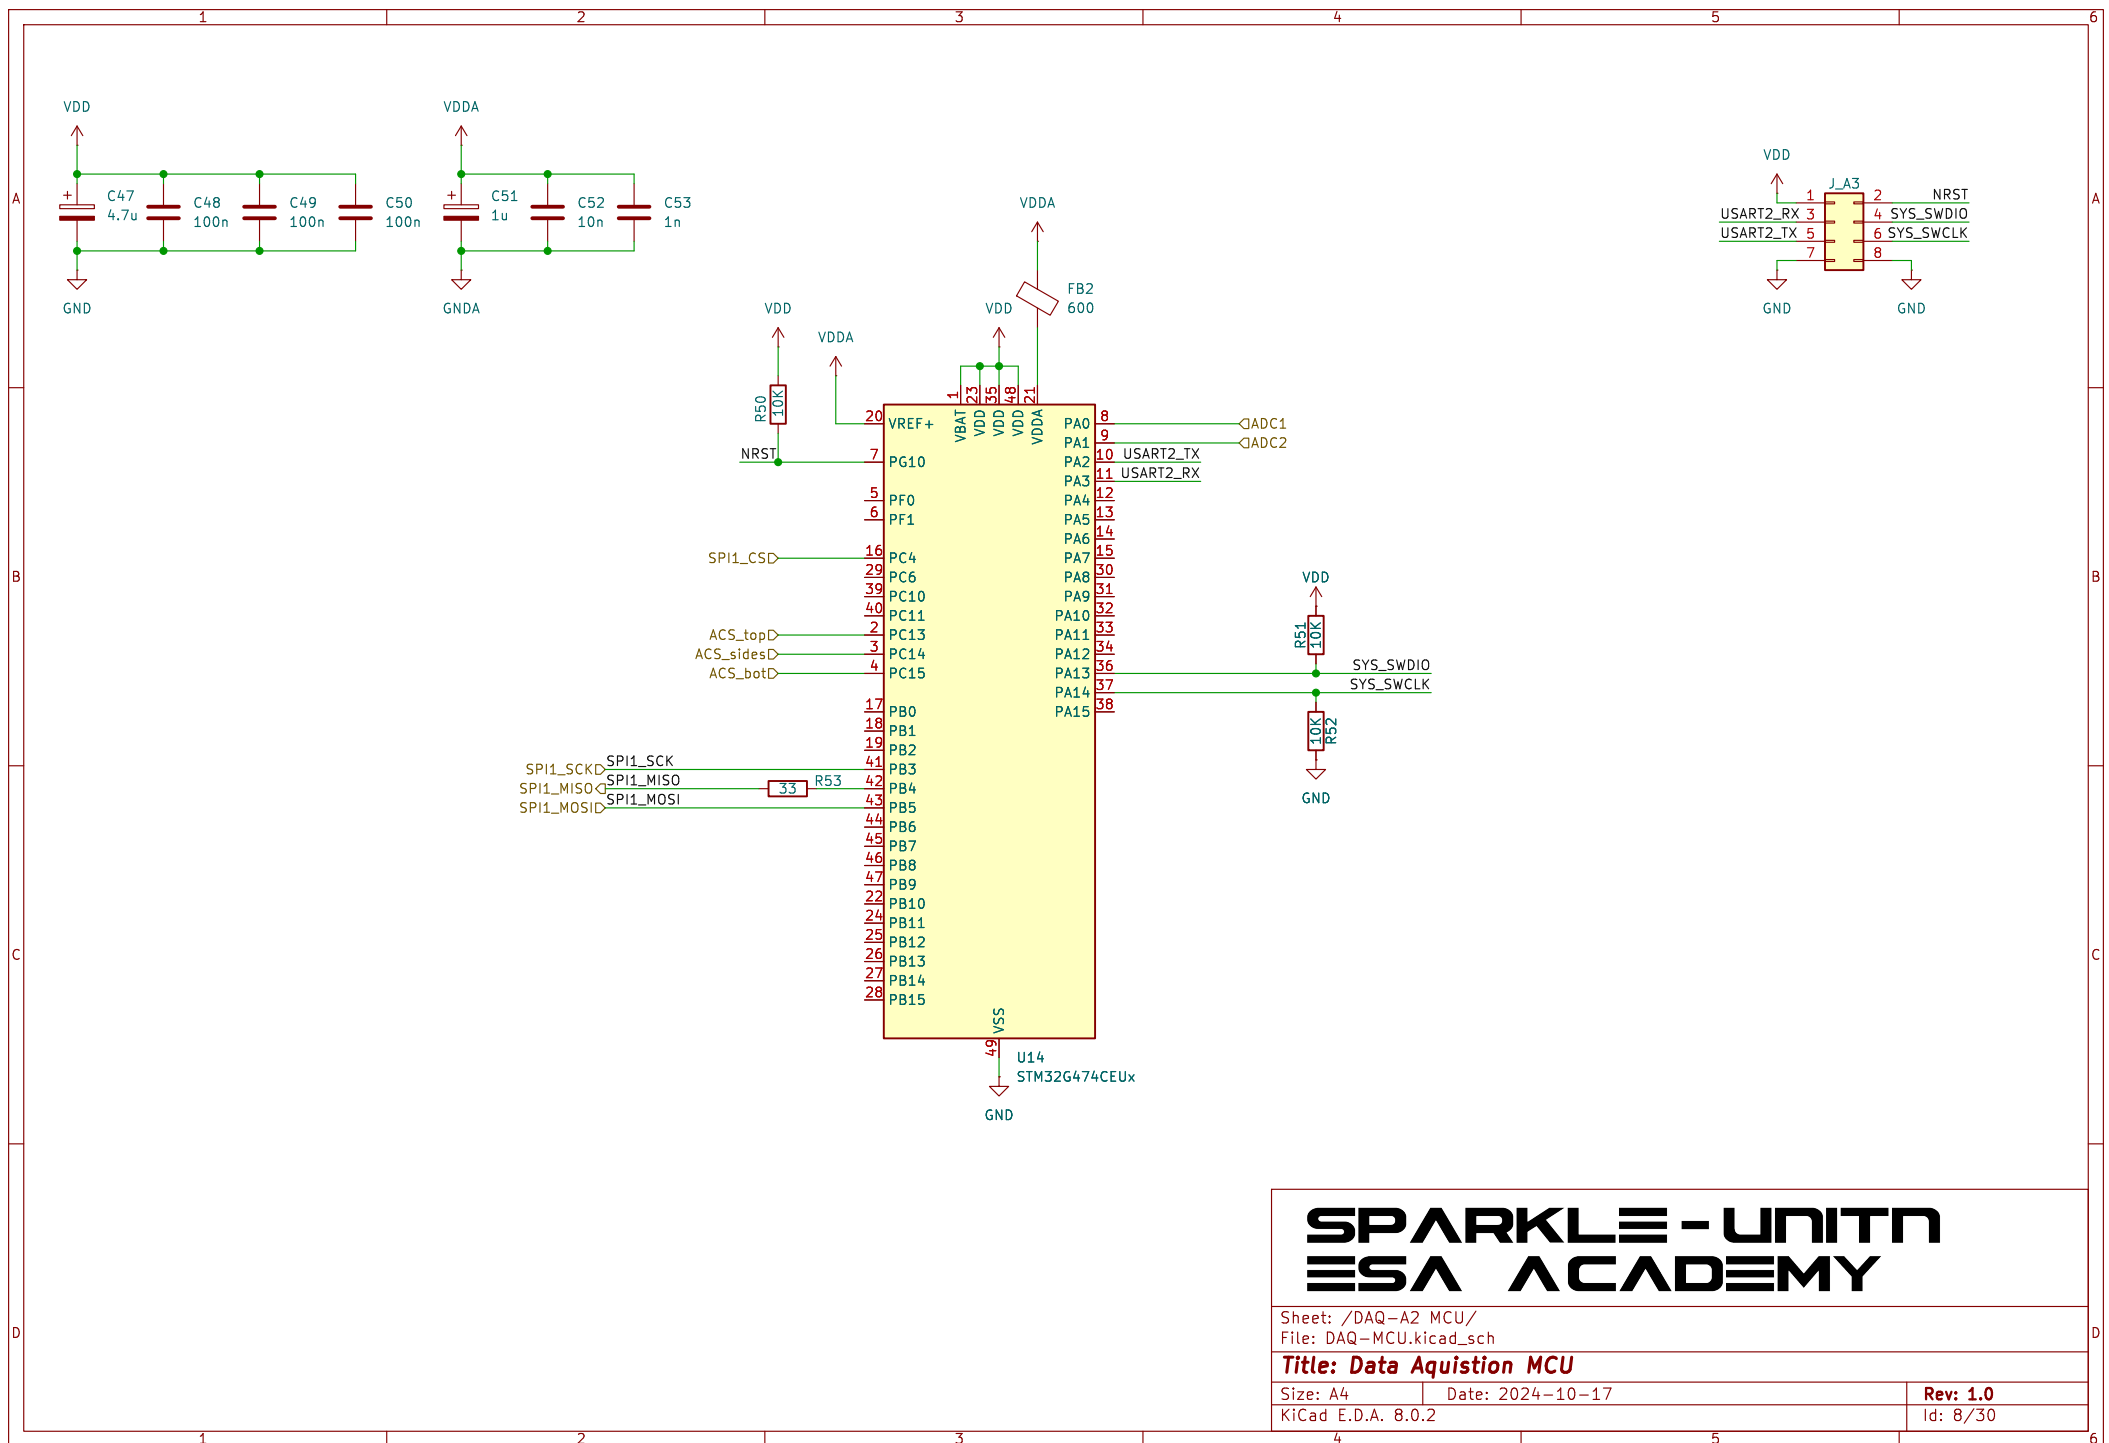 1 2 3 4 5 6
A
B
C
D
VDD
C47
4.7u
C48
100n
C49
100n
C50
100n
GND
VDDA
+
+
C51
1u
C52
10n
C53
1n
GNDA
VDDA
FB2
600
VDD
VDD
VDDA
R50
10K
NRST
20 VREF+
7 PG10
5 PF0
6 PF1
SPI1_CS 16 PC4
29 PC6
39 PC10
40 PC11
ACS_top 2 PC13
ACS_sides 3 PC14
ACS_bot 4 PC15
17 PB0
18 PB1
19 PB2
SPI1_SCK SPI1_SCK 41 PB3
SPI1_MISO SPI1_MISO 33 R53 42 PB4
SPI1_MOSI SPI1_MOSI 43 PB5
44 PB6
45 PB7
46 PB8
47 PB9
22 PB10
24 PB11
25 PB12
26 PB13
27 PB14
28 PB15
1 VBAT
23 VDD
35 VDD
48 VDD
21 VDDA
PA0 8 ADC1
PA1 9 ADC2
PA2 10 USART2_TX
PA3 11 USART2_RX
PA4 12
PA5 13
PA6 14
PA7 15
PA8 30
PA9 31
PA10 32
PA11 33
PA12 34
PA13 36 SYS_SWDIO
PA14 37 SYS_SWCLK
PA15 38
VDD
R51
10K
R52
10K
GND
VSS
49
U14
STM32G474CEUx
GND
VDD
J_A3
1 2 NRST
USART2_RX 3 4 SYS_SWDIO
USART2_TX 5 6 SYS_SWCLK
7 8
GND GND
SPARKLE-UNITN
ESA ACADEMY
Sheet: /DAQ-A2 MCU/
File: DAQ-MCU.kicad_sch
Title: Data Aquistion MCU
Size: A4 Date: 2024-10-17 Rev: 1.0
KiCad E.D.A. 8.0.2 Id: 8/30
A
B
C
D
1 2 3 4 5 6